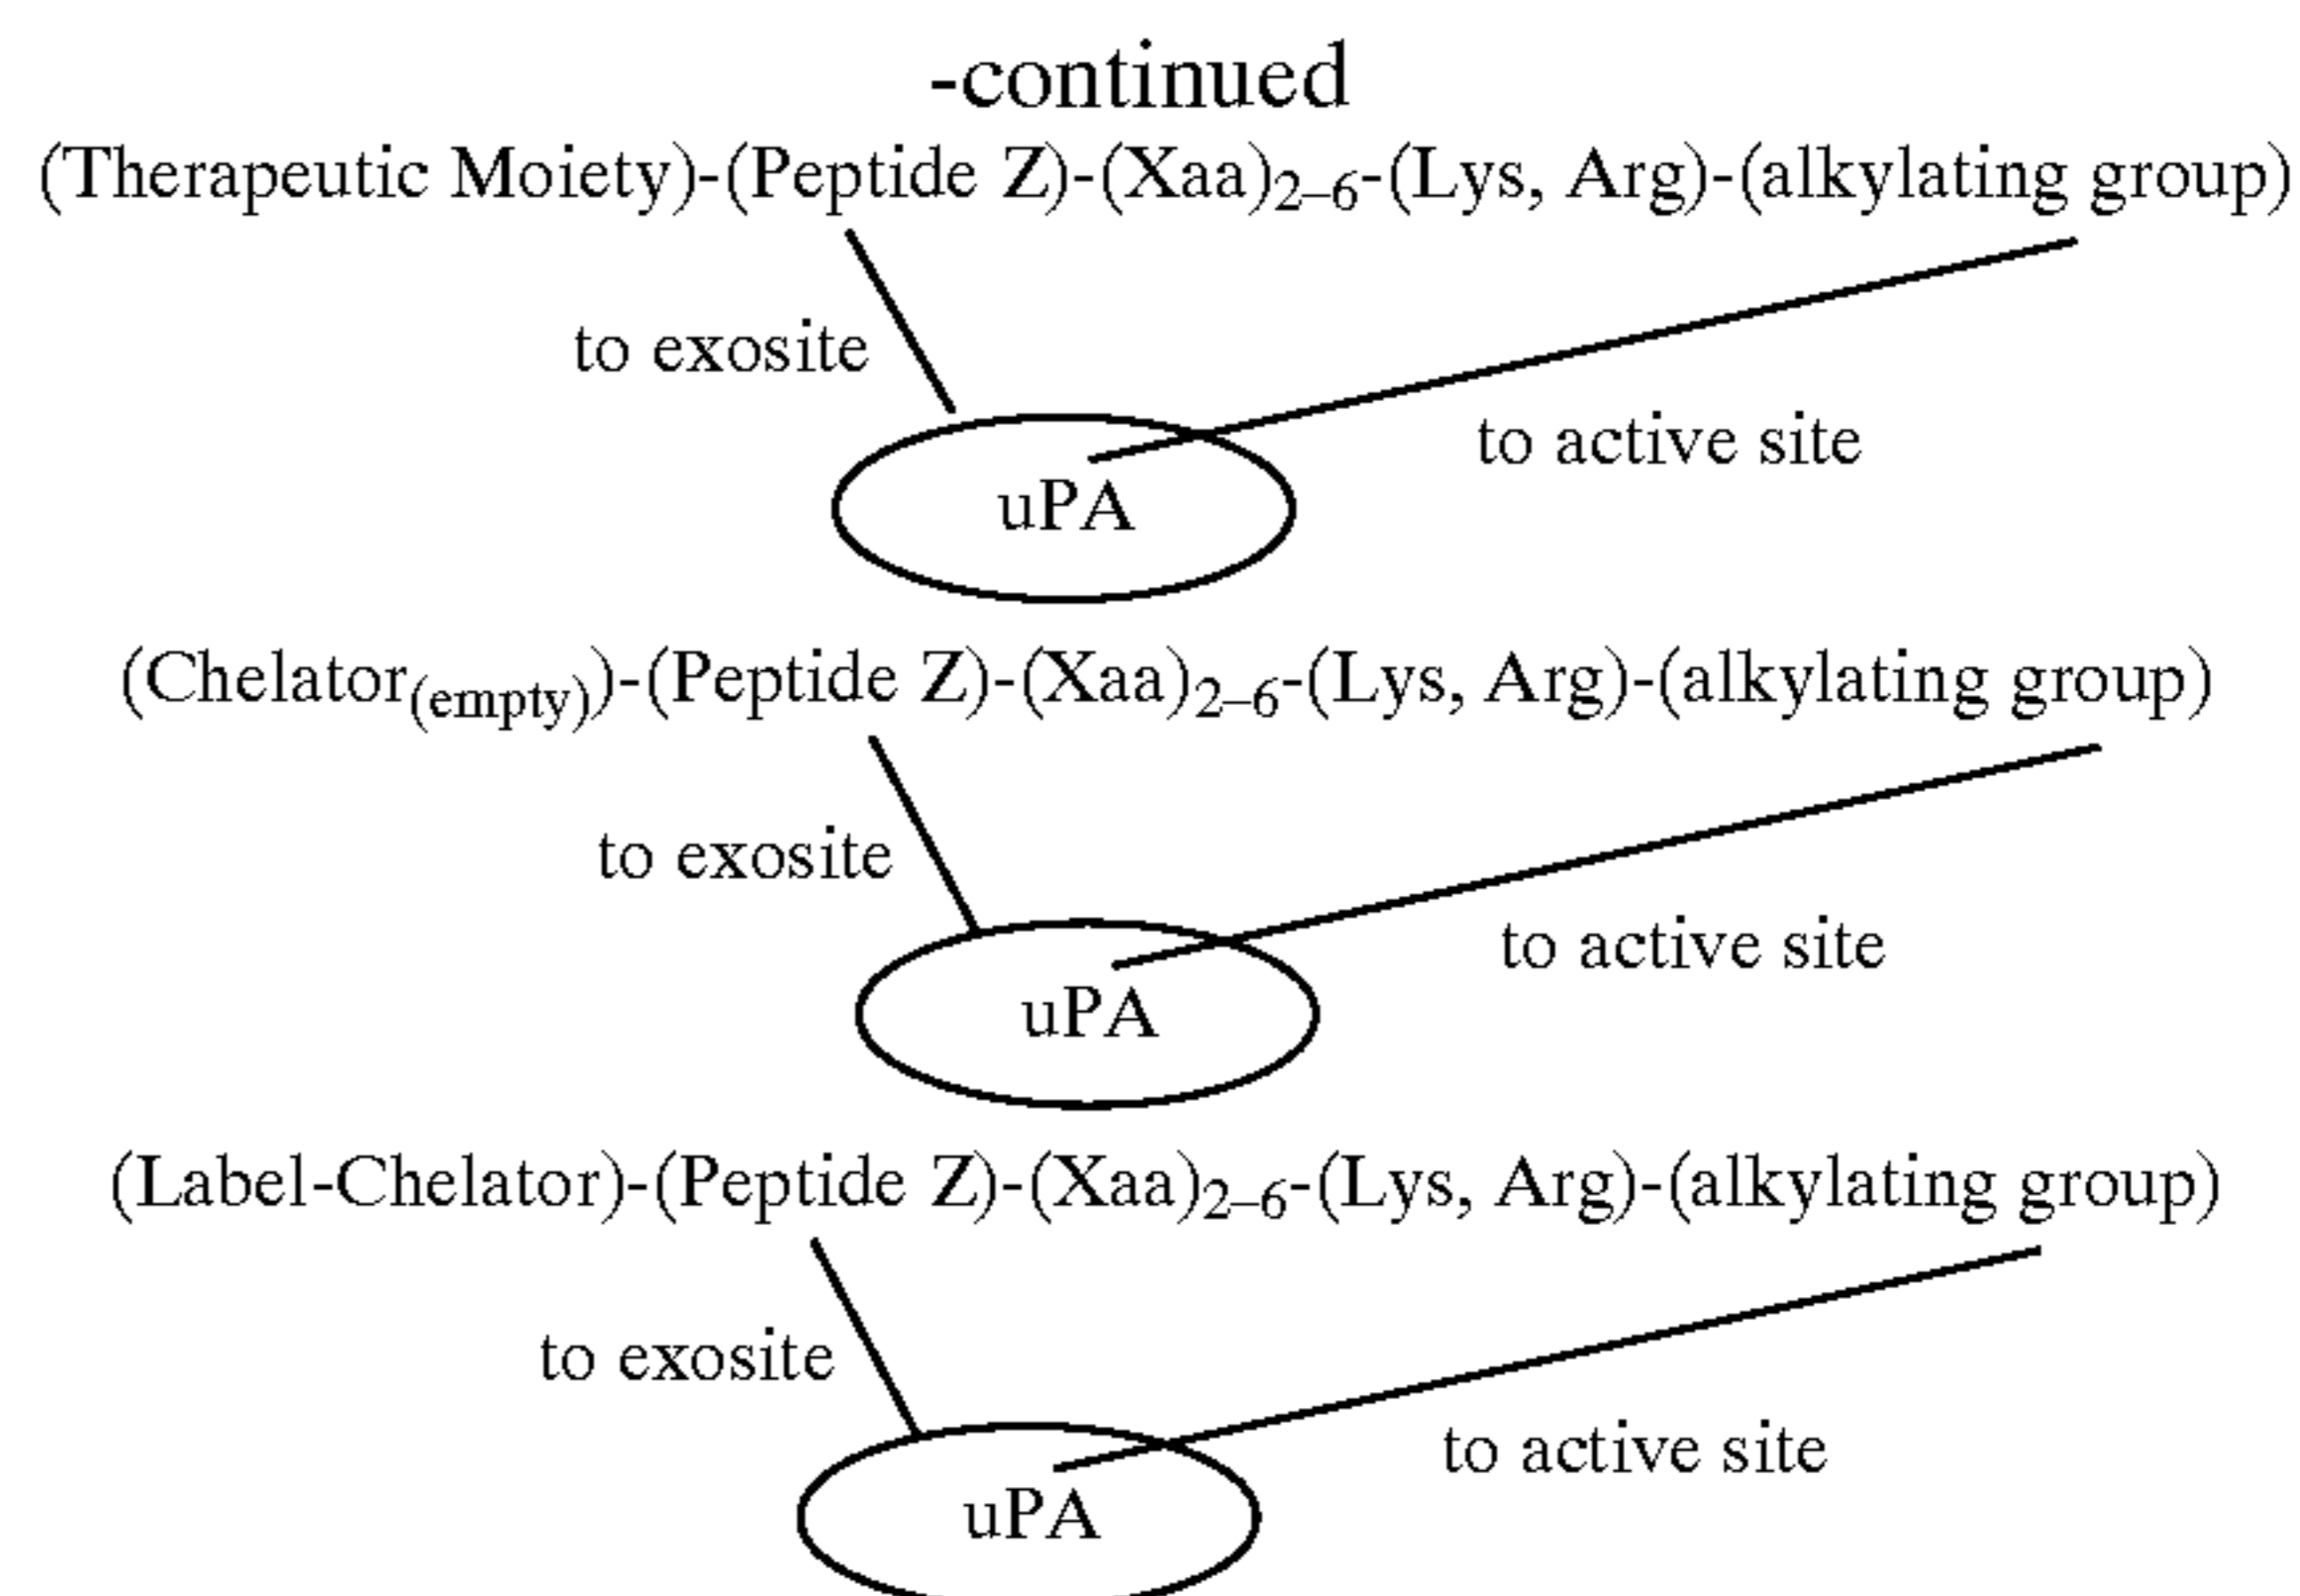 -continued
(Therapeutic Moiety)-(Peptide Z)-(Xaa)₂₋₆-(Lys, Arg)-(alkylating group)
to exosite
to active site
uPA
(Chelator₍empty₎)-(Peptide Z)-(Xaa)₂₋₆-(Lys, Arg)-(alkylating group)
to exosite
to active site
uPA
(Label-Chelator)-(Peptide Z)-(Xaa)₂₋₆-(Lys, Arg)-(alkylating group)
to exosite
to active site
uPA